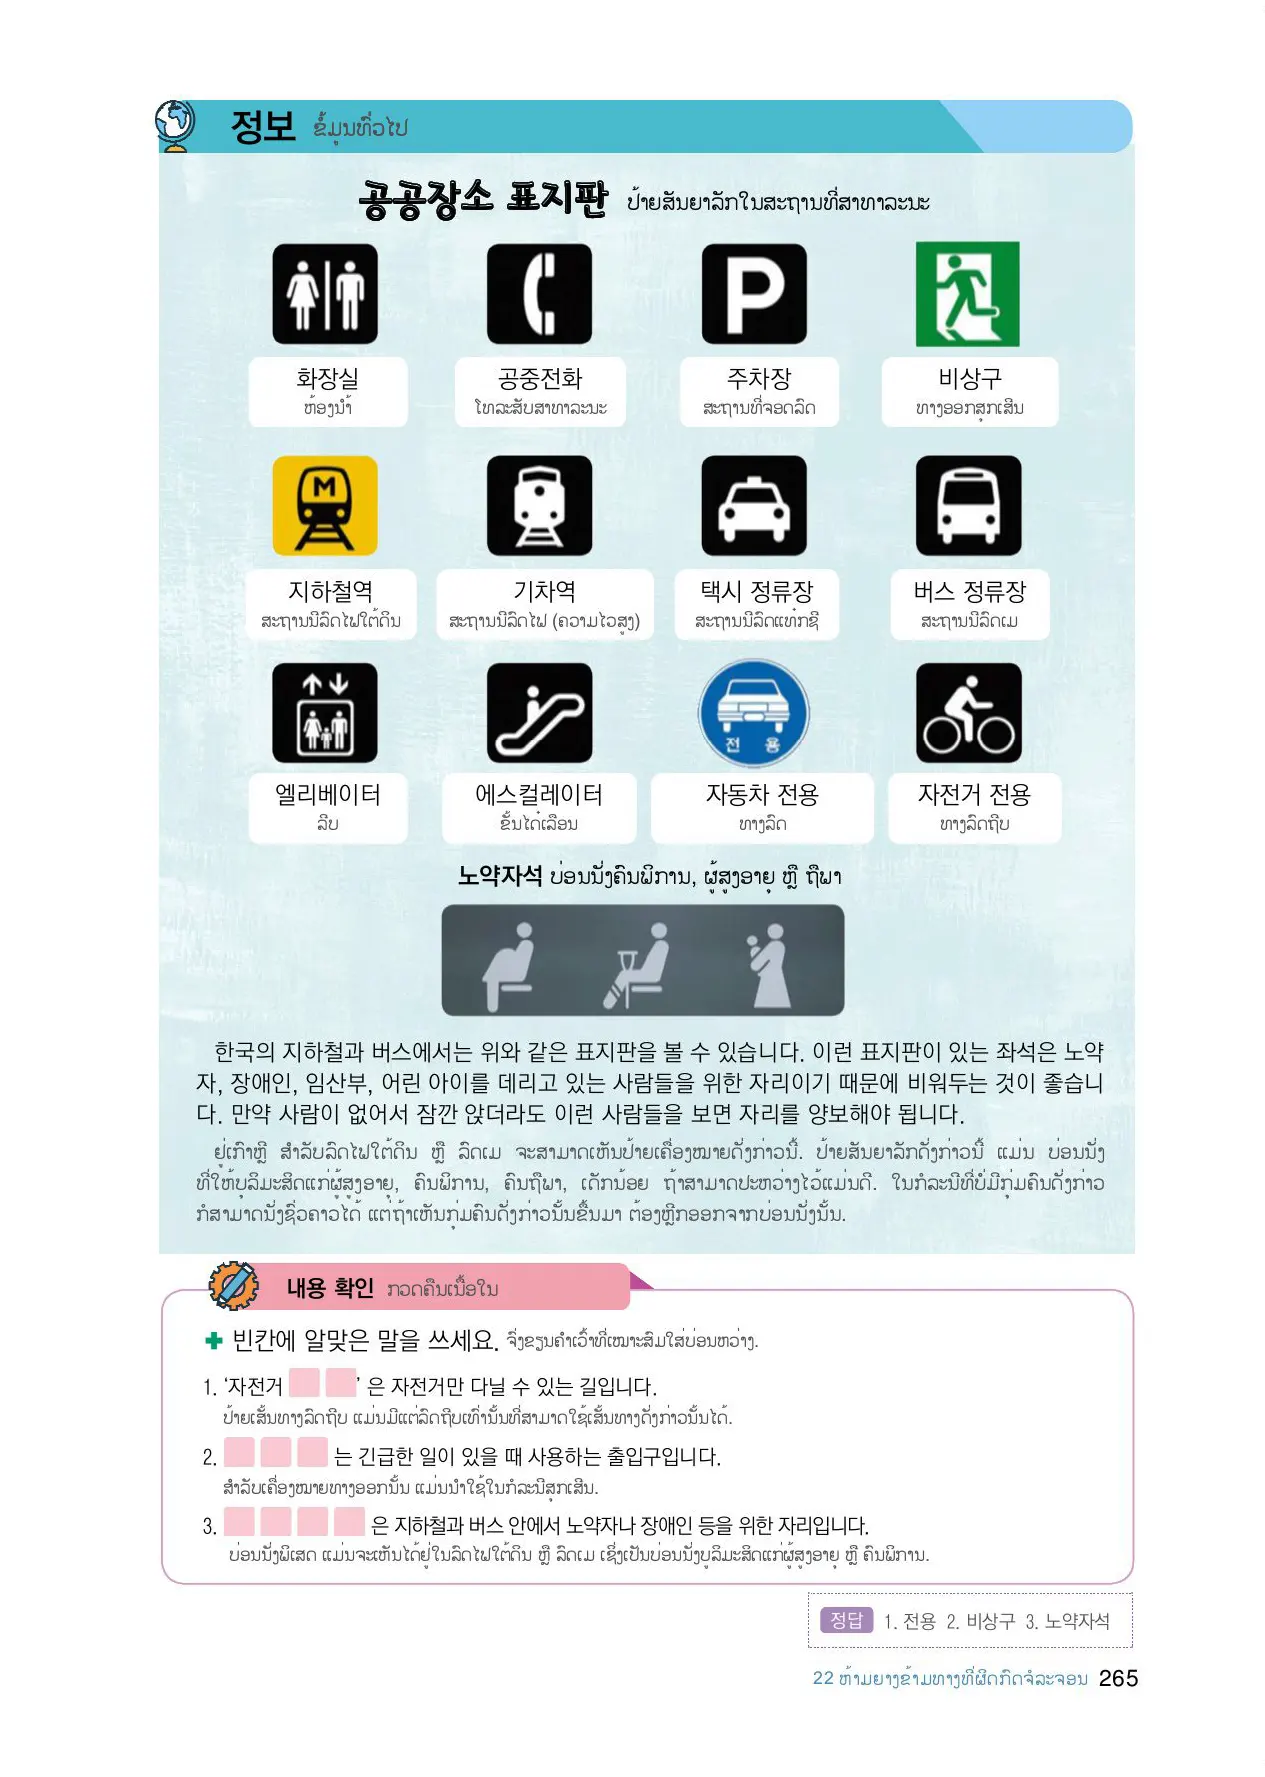 정보 ຂໍ້ມູນທົ່ວໄປ
공공장소 표지판 ປ້າຍສັນຍາລັກໃນສະຖານທີ່ສາທາລະນະ
P
화장실 공중전화 주차장 비상구
ຫ້ອງນ້ຳ ໂທລະສັບສາທາລະນະ ສະຖານທີ່ຈອດລົດ ທາງອອກສຸກເສີນ
M
지하철역 기차역 택시 정류장 버스 정류장
ສະຖານນີລົດໄຟໃຕ້ດິນ ສະຖານນີລົດໄຟ (ຄວາມໄວສູງ) ສະຖານນີລົດແທ໋ກຊີ ສະຖານນີລົດເມ
전 용
엘리베이터 에스컬레이터 자동차 전용 자전거 전용
ລີບ ຂັ້ນໄດ໋ເລືອນ ທາງລົດ ທາງລົດຖີບ
노약자석 ບ່ອນນັ່ງຄົນພິການ, ຜູ້ສູງອາຍຸ ຫຼື ຖືພາ
한국의 지하철과 버스에서는 위와 같은 표지판을 볼 수 있습니다. 이런 표지판이 있는 좌석은 노약
자, 장애인, 임산부, 어린 아이를 데리고 있는 사람들을 위한 자리이기 때문에 비워두는 것이 좋습니
다. 만약 사람이 없어서 잠깐 앉더라도 이런 사람들을 보면 자리를 양보해야 됩니다.
ຢູ່ເກົາຫຼີ ສຳລັບລົດໄຟໃຕ້ດິນ ຫຼື ລົດເມ ຈະສາມາດເຫັນປ້າຍເຄື່ອງໝາຍດັ່ງກ່າວນີ້. ປ້າຍສັນຍາລັກດັ່ງກ່າວນີ້ ແມ່ນ ບ່ອນນັ່ງ
ທີ່ໃຫ້ບຸລິມະສິດແກ່ຜູ້ສູງອາຍຸ, ຄົນພິການ, ຄົນຖືພາ, ເດັກນ້ອຍ ຖ້າສາມາດປະຫວ່າງໄວ້ແມ່ນດີ. ໃນກໍລະນີທີ່ບໍ່ມີກຸ່ມຄົນດັ່ງກ່າວ
ກໍສາມາດນັ່ງຊົ່ວຄາວໄດ້ ແຕ່ຖ້າເຫັນກຸ່ມຄົນດັ່ງກ່າວນັ້ນຂຶ້ນມາ ຕ້ອງຫຼີກອອກຈາກບ່ອນນັ່ງນັ້ນ.
내용 확인 ກວດຄືນເນື້ອໃນ
빈칸에 알맞은 말을 쓰세요. ຈົ່ງຂຽນຄຳເວົ້າທີ່ເໝາະສົມໃສ່ບ່ອນຫວ່າງ.
1. ‘자전거 ’ 은 자전거만 다닐 수 있는 길입니다.
ປ້າຍເສັ້ນທາງລົດຖີບ ແມ່ນມີແຕ່ລົດຖີບເທົ່ານັ້ນທີ່ສາມາດໃຊ້ເສັ້ນທາງດັ່ງກ່າວນັ້ນໄດ້.
2. 는 긴급한 일이 있을 때 사용하는 출입구입니다.
ສຳລັບເຄື່ອງໝາຍທາງອອກນັ້ນ ແມ່ນນຳໃຊ້ໃນກໍລະນີສຸກເສີນ.
3. 은 지하철과 버스 안에서 노약자나 장애인 등을 위한 자리입니다.
ບ່ອນນັ່ງພິເສດ ແມ່ນຈະເຫັນໄດ້ຢູ່ໃນລົດໄຟໃຕ້ດິນ ຫຼື ລົດເມ ເຊິ່ງເປັນບ່ອນນັ່ງບູລິມະສິດແກ່ຜູ້ສູງອາຍຸ ຫຼື ຄົນພິການ.
정답 1. 전용 2. 비상구 3. 노약자석
22 ຫ້າມຍາງຂ້າມທາງທີ່ຜິດກົດຈໍລະຈອນ 265